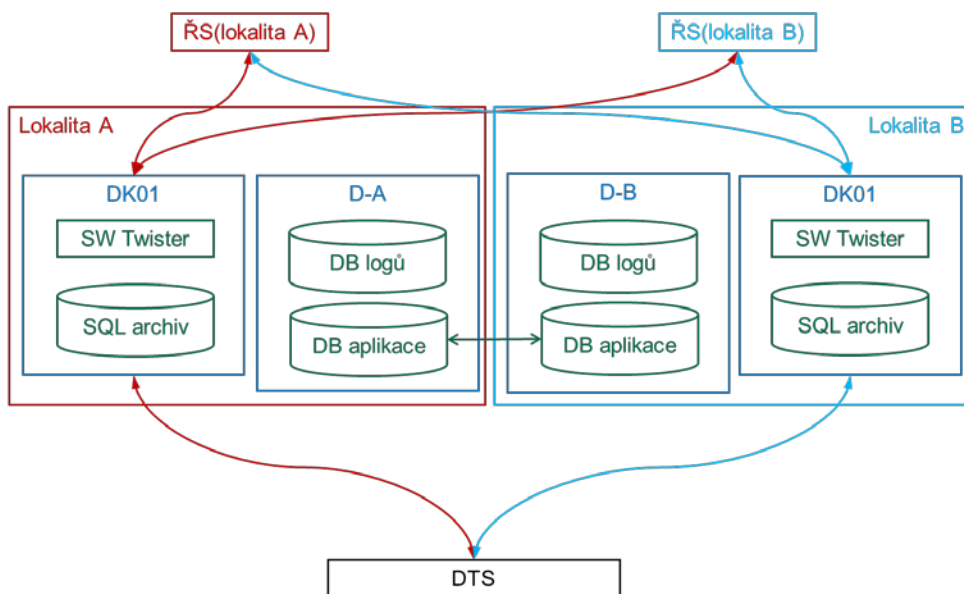 ŘS(lokalita A)
ŘS(lokalita B)
Lokalita A
Lokalita B
DK01
D-A
D-B
DK01
SW Twister
DB logů
DB logů
SW Twister
SQL archiv
DB aplikace
DB aplikace
SQL archiv
DTS